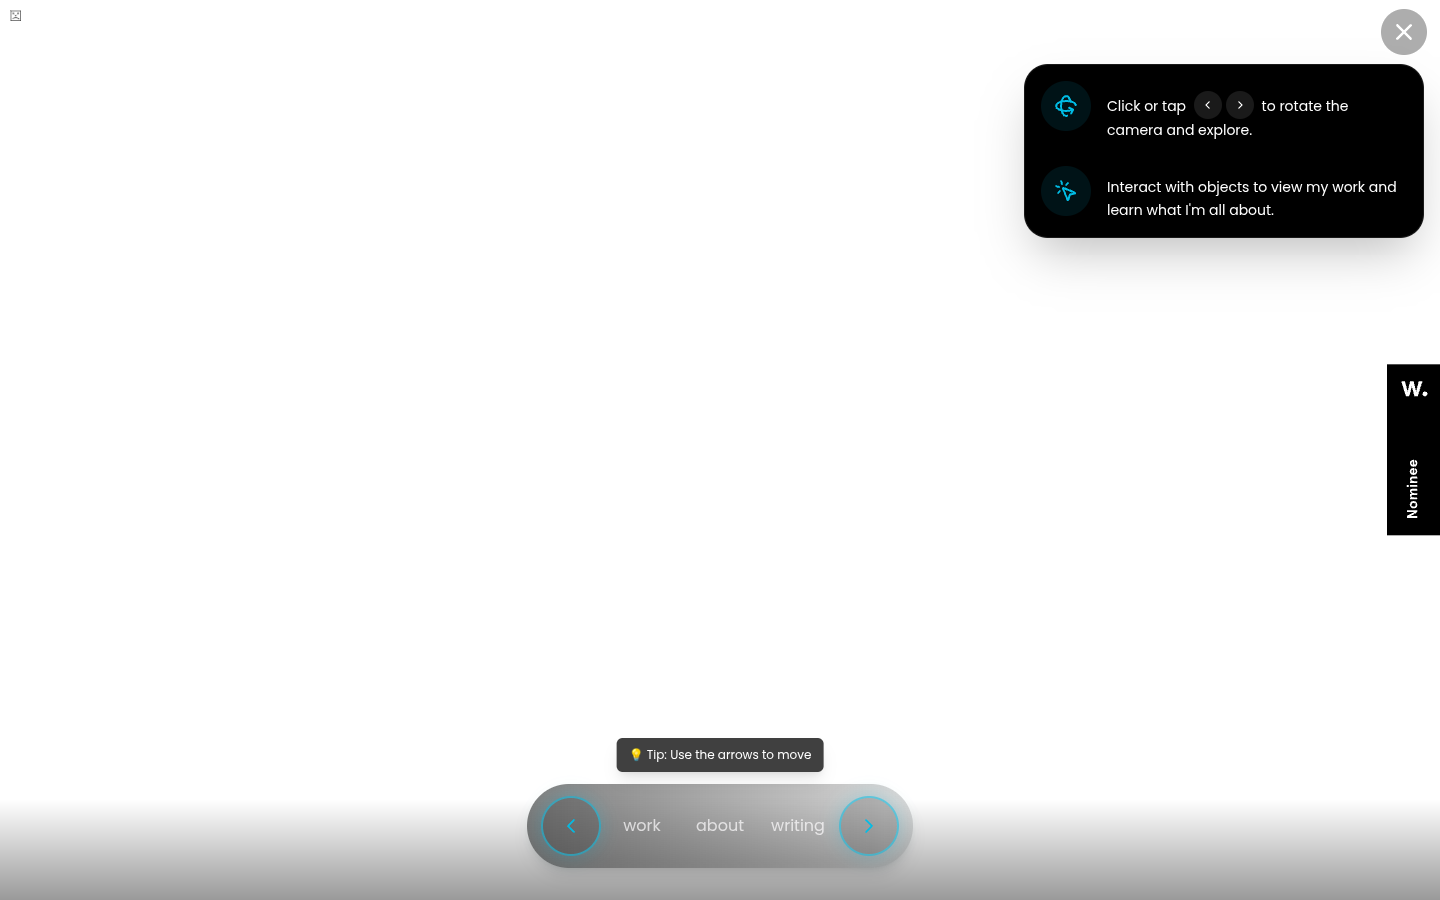 Click or tap to rotate the
camera and explore.
Interact with objects to view my work and
learn what I'm all about.
W.
Nominee
💡 Tip: Use the arrows to move
work about writing